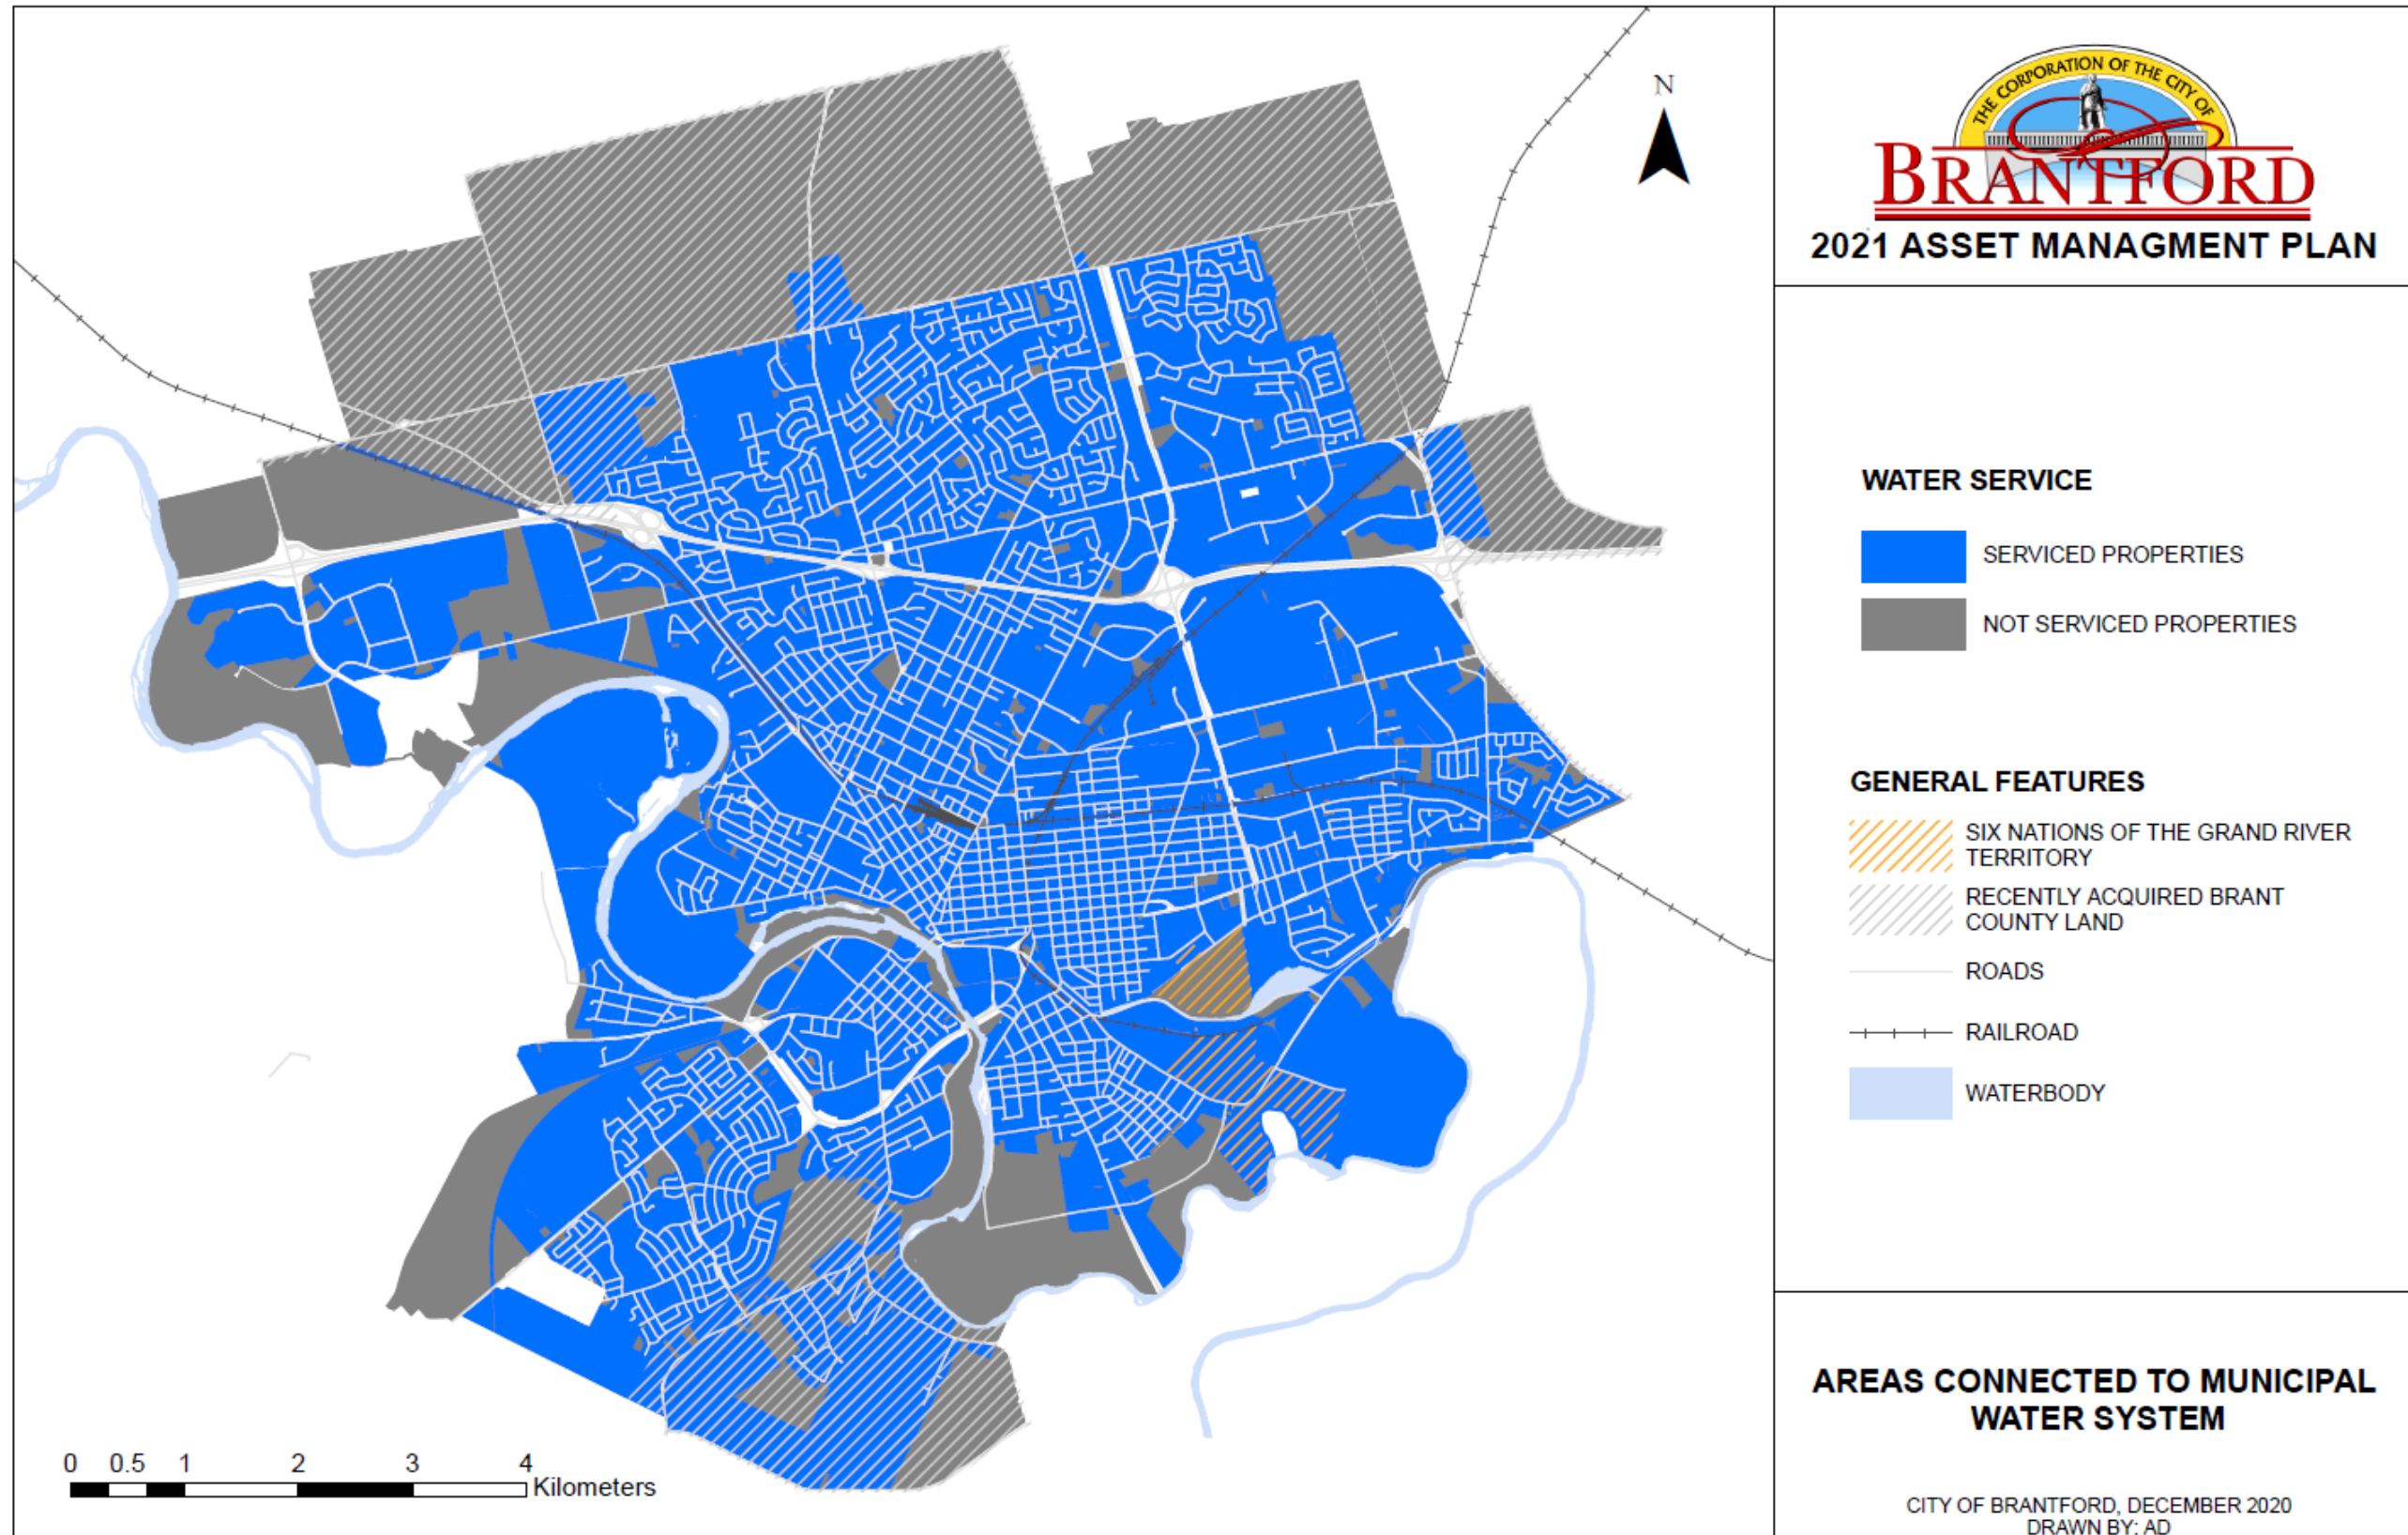 N
THE CORPORATION OF THE CITY OF
BRANTFORD
2021 ASSET MANAGMENT PLAN
WATER SERVICE
SERVICED PROPERTIES
NOT SERVICED PROPERTIES
GENERAL FEATURES
SIX NATIONS OF THE GRAND RIVER
TERRITORY
RECENTLY ACQUIRED BRANT
COUNTY LAND
ROADS
RAILROAD
WATERBODY
0 0.5 1 2 3 4
Kilometers
AREAS CONNECTED TO MUNICIPAL
WATER SYSTEM
CITY OF BRANTFORD, DECEMBER 2020
DRAWN BY: AD